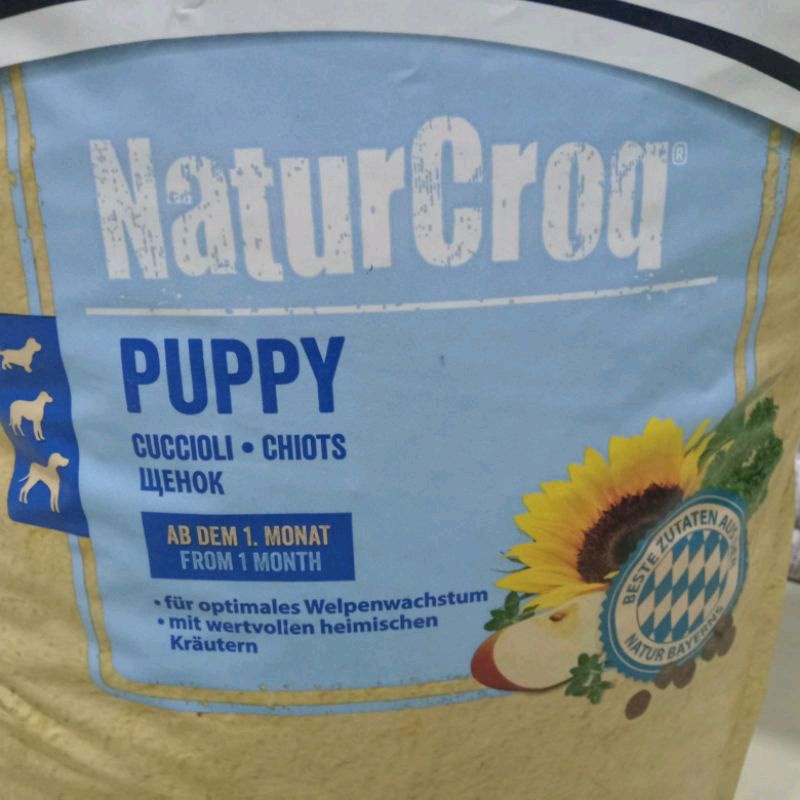 NaturCroq®
PUPPY
CUCCIOLI • CHIOTS
ЩЕНОК
AB DEM 1. MONAT
FROM 1 MONTH
• für optimales Welpenwachstum
• mit wertvollen heimischen
Kräutern
BESTE ZUTATEN AUS DER
NATUR BAYERNS